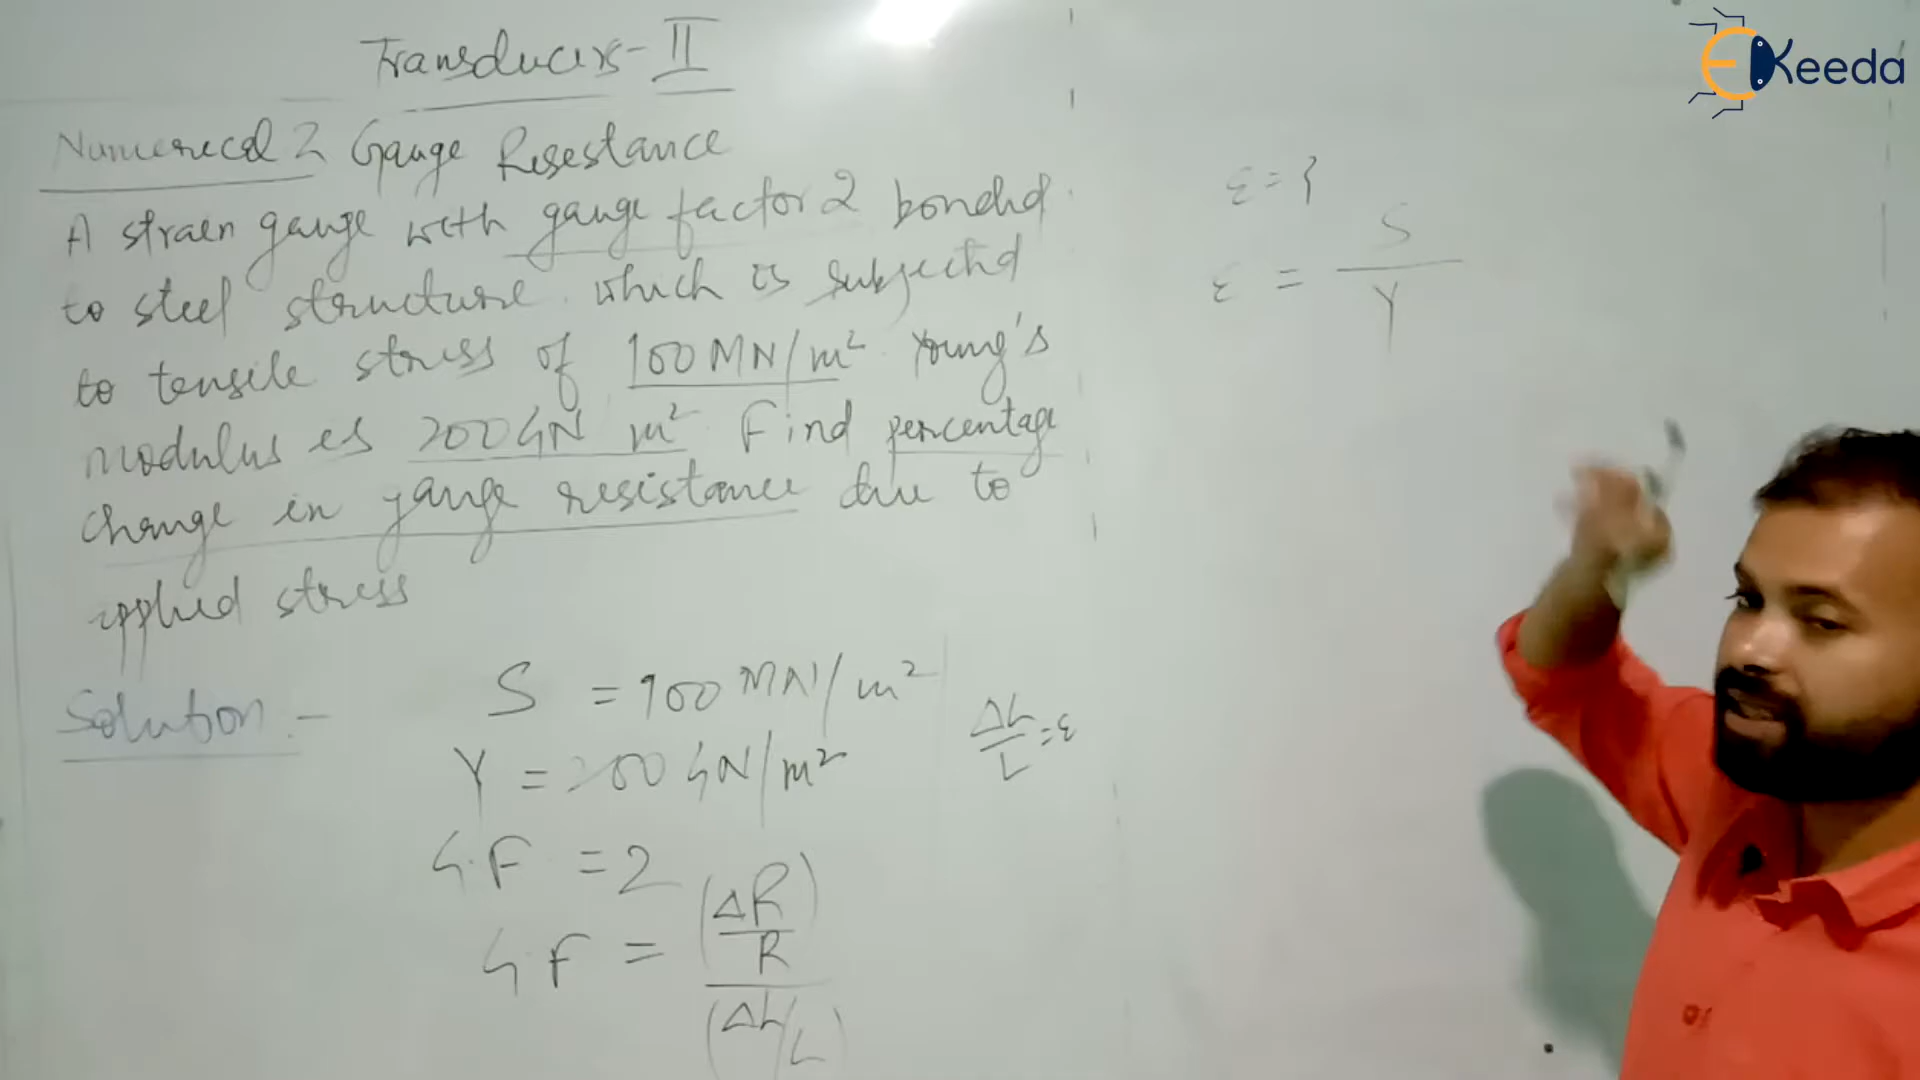 Transducers-II
Numerical 2 Gauge Resestance
A strain gauge with gauge factor 2 bonded
to steel structure which is subjected
to tensile stress of 100 MN/m² Young's
modulus is 200 GN m² Find percentage
change in gauge resistance due to
applied stress
Solution :-
S = 100 MN/m²
Y = 200 GN/m²
ΔL/L = ε
G.F = 2
G.F = (ΔR/R)/(ΔL/L)
ε = ?
ε = S/Y
EKeeda